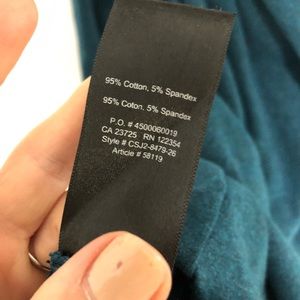 95% Cotton, 5% Spandex
95% Coton, 5% Spandex
P.O. # 4500060019
CA 23725 RN 122354
Style # CSJ2-8479-26
Article # 58119